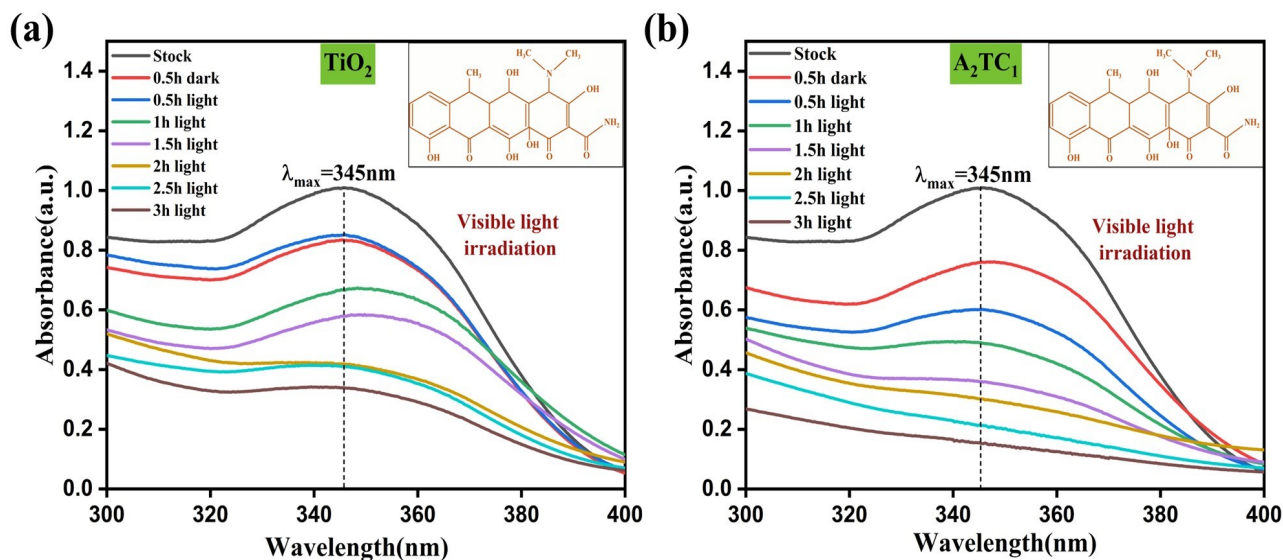 (a)
TiO₂
Stock
0.5h dark
0.5h light
1h light
1.5h light
2h light
2.5h light
3h light
H₃C
CH₃
N
CH₃
OH
OH
NH₂
OH
O
OH
OH
O
O
λmax=345nm
Visible light
irradiation
Absorbance(a.u.)
1.4
1.2
1.0
0.8
0.6
0.4
0.2
0.0
300
320
340
360
380
400
Wavelength(nm)
(b)
A₂TC₁
Stock
0.5h dark
0.5h light
1h light
1.5h light
2h light
2.5h light
3h light
H₃C
CH₃
N
CH₃
OH
OH
NH₂
OH
O
OH
OH
O
O
λmax=345nm
Visible light
irradiation
Absorbance(a.u.)
1.4
1.2
1.0
0.8
0.6
0.4
0.2
0.0
300
320
340
360
380
400
Wavelength(nm)